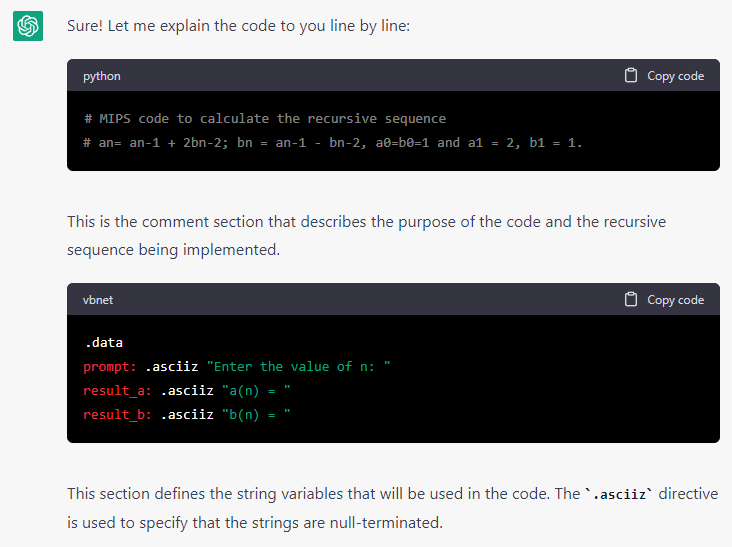 Sure! Let me explain the code to you line by line:
python Copy code
# MIPS code to calculate the recursive sequence
# an= an-1 + 2bn-2; bn = an-1 - bn-2, a0=b0=1 and a1 = 2, b1 = 1.
This is the comment section that describes the purpose of the code and the recursive
sequence being implemented.
vbnet Copy code
.data
prompt: .asciiz "Enter the value of n: "
result_a: .asciiz "a(n) = "
result_b: .asciiz "b(n) = "
This section defines the string variables that will be used in the code. The `.asciiz` directive
is used to specify that the strings are null-terminated.